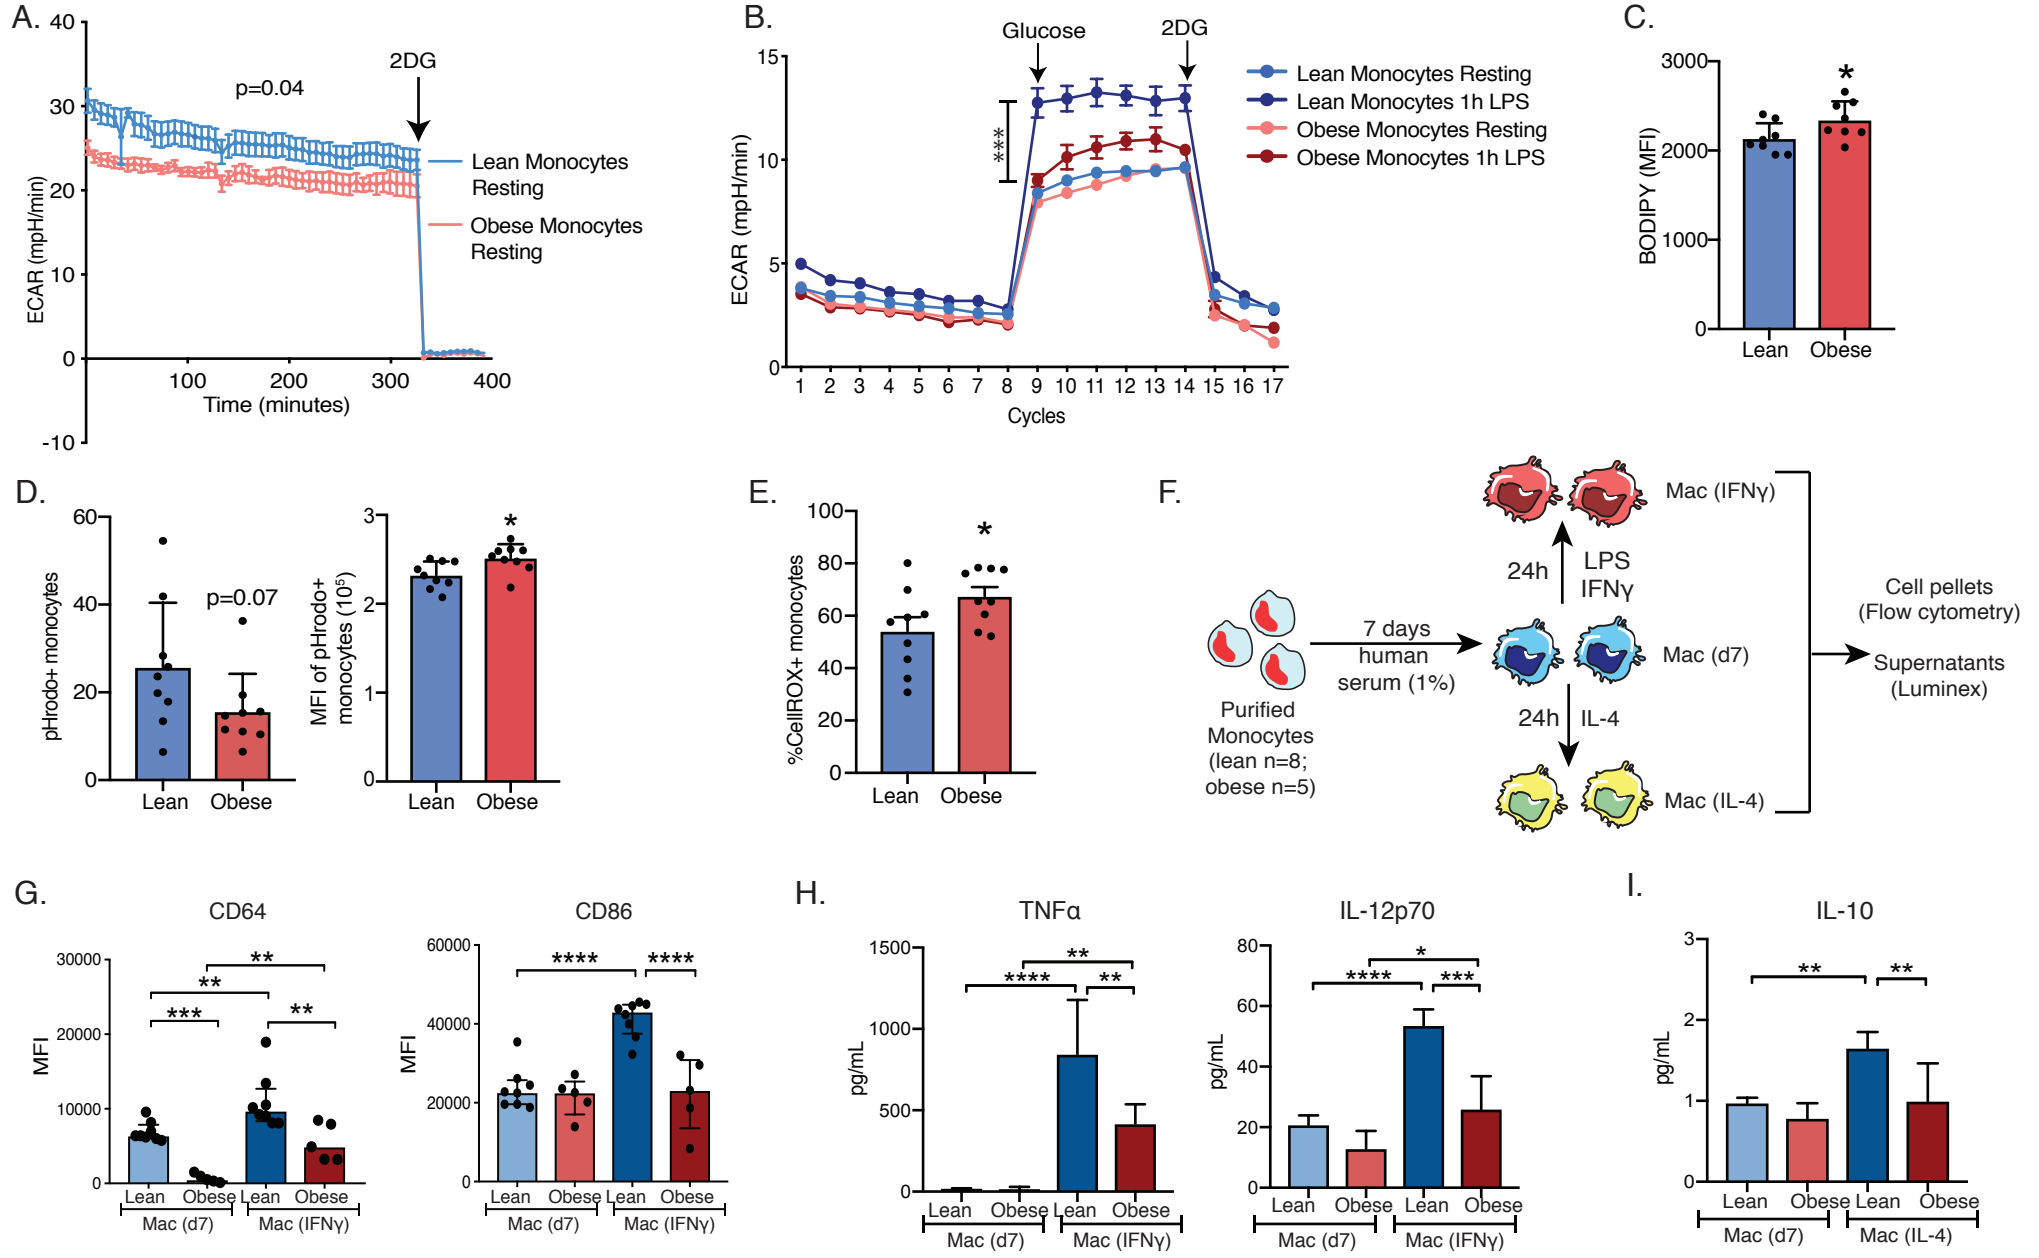 A.
40
30
20
10
0
-10
ECAR (mpH/min)
p=0.04
2DG
Lean Monocytes
Resting
Obese Monocytes
Resting
100
200
300
400
Time (minutes)
B.
15
10
5
0
ECAR (mpH/min)
Glucose
2DG
***
1 2 3 4 5 6 7 8 9 10 11 12 13 14 15 16 17
Cycles
Lean Monocytes Resting
Lean Monocytes 1h LPS
Obese Monocytes Resting
Obese Monocytes 1h LPS
C.
3000
2000
1000
0
BODIPY (MFI)
*
Lean
Obese
D.
60
40
20
0
pHrodo+ monocytes
p=0.07
Lean
Obese
3
2
1
0
MFI of pHrodo+
monocytes (10⁵)
*
Lean
Obese
E.
100
80
60
40
20
0
%CellROX+ monocytes
*
Lean
Obese
F.
Purified
Monocytes
(lean n=8;
obese n=5)
7 days
human
serum (1%)
24h
LPS
IFNγ
24h
IL-4
Mac (IFNγ)
Mac (d7)
Mac (IL-4)
Cell pellets
(Flow cytometry)
Supernatants
(Luminex)
G.
CD64
30000
20000
10000
0
MFI
**
**
***
**
Lean
Obese
Lean
Obese
Mac (d7)
Mac (IFNγ)
CD86
60000
40000
20000
0
MFI
****
****
Lean
Obese
Lean
Obese
Mac (d7)
Mac (IFNγ)
H.
TNFα
1500
1000
500
0
pg/mL
**
****
**
Lean
Obese
Lean
Obese
Mac (d7)
Mac (IFNγ)
IL-12p70
80
60
40
20
0
pg/mL
*
****
***
Lean
Obese
Lean
Obese
Mac (d7)
Mac (IFNγ)
I.
IL-10
3
2
1
0
pg/mL
**
**
Lean
Obese
Lean
Obese
Mac (d7)
Mac (IL-4)